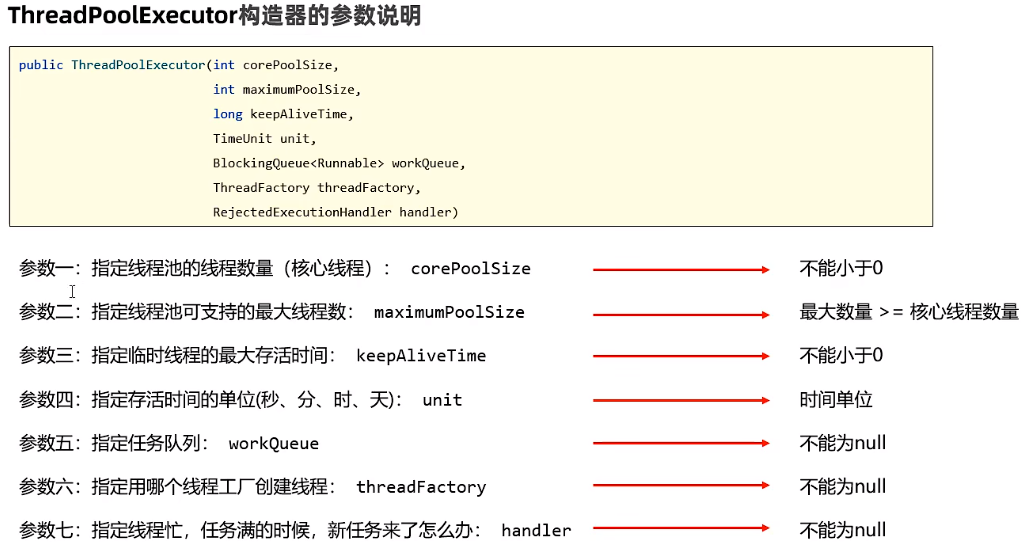 ThreadPoolExecutor构造器的参数说明
public ThreadPoolExecutor(int corePoolSize,
int maximumPoolSize,
long keepAliveTime,
TimeUnit unit,
BlockingQueue<Runnable> workQueue,
ThreadFactory threadFactory,
RejectedExecutionHandler handler)
参数一：指定线程池的线程数量（核心线程）： corePoolSize 不能小于0
参数二：指定线程池可支持的最大线程数： maximumPoolSize 最大数量 >= 核心线程数量
参数三：指定临时线程的最大存活时间： keepAliveTime 不能小于0
参数四：指定存活时间的单位(秒、分、时、天)： unit 时间单位
参数五：指定任务队列： workQueue 不能为null
参数六：指定用哪个线程工厂创建线程： threadFactory 不能为null
参数七：指定线程忙，任务满的时候，新任务来了怎么办： handler 不能为null